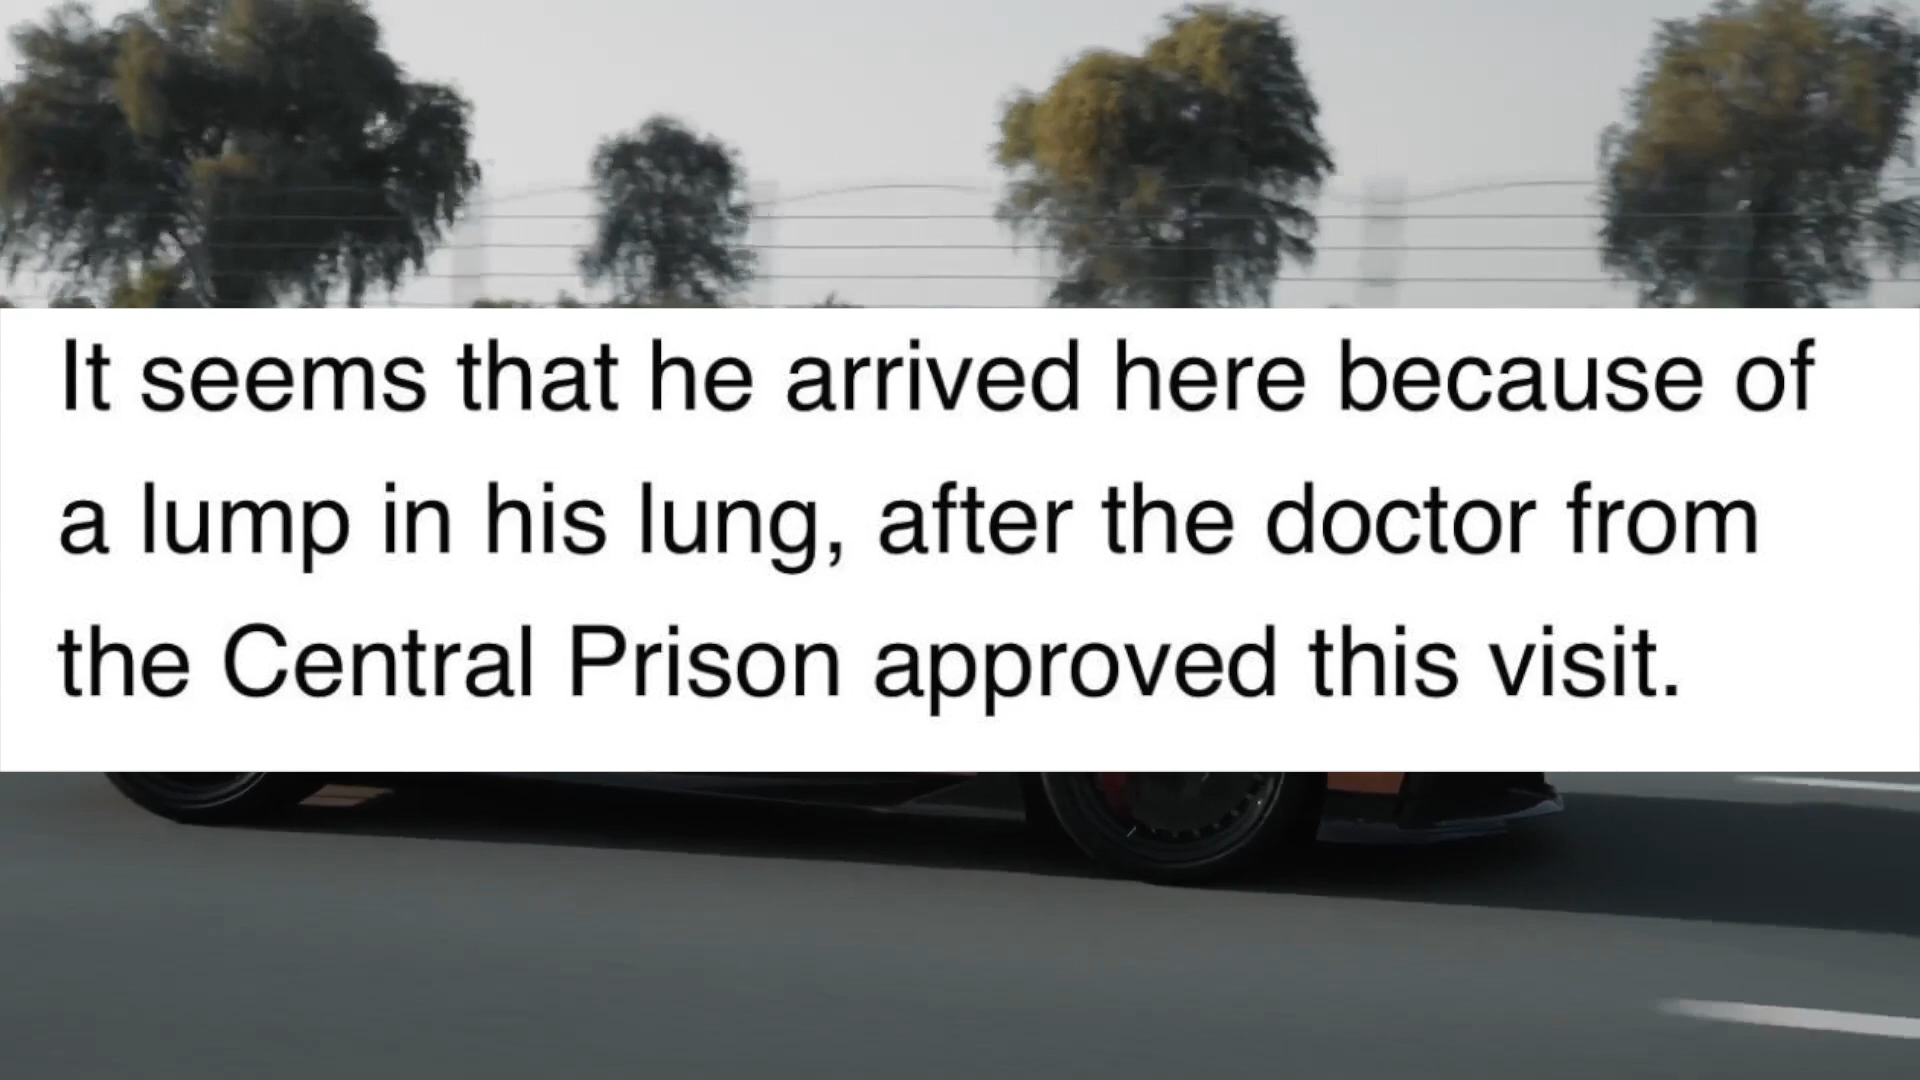 It seems that he arrived here because of
a lump in his lung, after the doctor from
the Central Prison approved this visit.